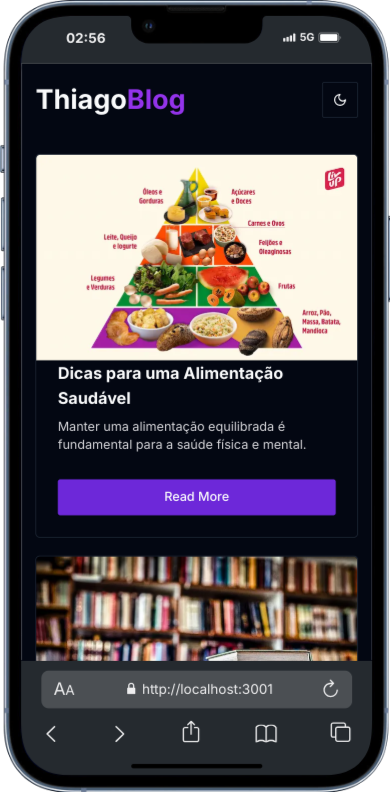 02:56
5G
ThiagoBlog
Liv
UP
Óleos e
Gorduras
Açúcares
e Doces
Carnes e Ovos
Leite, Queijo
e Iogurte
Feijões e
Oleaginosas
Legumes
e Verduras
Frutas
Arroz, Pão,
Massa, Batata,
Mandioca
Dicas para uma Alimentação
Saudável
Manter uma alimentação equilibrada é
fundamental para a saúde física e mental.
Read More
AA
http://localhost:3001